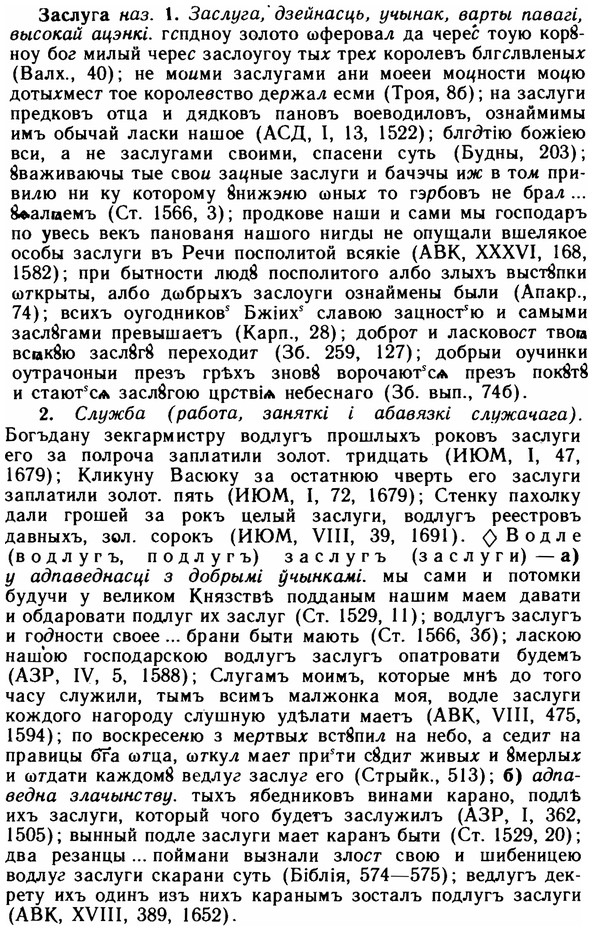 Заслуга наз. 1. Заслуга, дзейнасць, учынак, варты павагі,
высокай ацэнкі. гспдноу золото ѡферовал да черес тоую корꙋ-
ноу бог милый черес заслоугоу тых трех королевъ блгслвленых
(Валх., 40); не моими заслугами ани моееи моцности моцю
дотыхмест тое королевство держал есми (Троя, 8б); на заслуги
предковъ отца и дядковъ пановъ воеводиловъ, ознаймимы
имъ обычай ласки нашое (АСД, I, 13, 1522); блгдтію божіею
вси, а не заслугами своими, спасени суть (Будны, 203);
ꙋваживаючы тые свои зацные заслуги и бачэчы иж в том при-
вилю ни ку которому ꙋнижэню ѡных то гэрбовъ не брал ...
(Ст. 1566, 3); продкове наши и сами мы господаръ
по увесь векъ панованя нашого нигды не опущали вшелякое
особы заслуги въ Речи посполитой всякіе (АВК, XXXVI, 168,
1582); при бытности людꙋ посполитого албо злыхъ выстꙋпки
ѡткрыты, албо дѡбрыхъ заслоуги ознаймены были (Апакр.,
74); всихъ оугодниковъ Бжіихъ славою зацностю и самыми
заслꙋгами превышаетъ (Карп., 28); доброт и ласковост твоꙗ
всꙗкꙋю заслꙋгꙋ переходит (Зб. 259, 127); добрыи оучинки
оутрачоныи презъ грѣхъ зновꙋ ворочаютсѧ презъ покꙋтꙋ
и стаютсѧ заслꙋгою црствіѧ небеснаго (Зб. вып., 74б).
2. Служба (работа, заняткі і абавязкі служачага).
Богъдану зекгармистру водлугъ прошлыхъ роковъ заслуги
его за полроча заплатили золот. тридцать (ИЮМ, I, 47,
1679); Кликуну Васюку за остатнюю чверть его заслуги
заплатили золот. пять (ИЮМ, I, 72, 1679); Стенку пахолку
дали грошей за рокъ целый заслуги, водлугъ реестровъ
давныхъ, зол. сорокъ (ИЮМ, VIII, 39, 1691). ◊ Водле
(водлугъ, подлугъ) заслугъ (заслуги) — а)
у адпаведнасці з добрымі ўчынкамі. мы сами и потомки
будучи у великом Князствѣ подданым нашим маем давати
и обдаровати подлуг их заслуг (Ст. 1529, 11); водлугъ заслугъ
и годности своее ... брани быти мають (Ст. 1566, 3б); ласкою
нашою господарскою водлугъ заслугъ опатровати будемъ
(АЗР, IV, 5, 1588); Слугамъ моимъ, которые мнѣ до того
часу служили, тымъ всимъ малжонка моя, водле заслуги
кождого нагороду слушную удѣлати маетъ (АВК, VIII, 475,
1594); по воскресеню з мертвых встꙋпил на небо, а седит на
правицы бга ѡтца, ѡткул мает прийти сꙋдит живых и ꙋмерлых
и ѡтдати каждомꙋ ведлуг заслуг его (Стрыйк., 513); б) адпа-
ведна злачынству. тыхъ ябедниковъ винами карано, подлѣ
ихъ заслуги, который чого будетъ заслужилъ (АЗР, I, 362,
1505); вынный подле заслуги мает каранъ быти (Ст. 1529, 20);
два резанцы ... поймани вызнали злост свою и шибеницею
водлуг заслуги скарани суть (Біблія, 574—575); ведлугъ дек-
рету ихъ одинъ изъ нихъ каранымъ зосталъ подлугъ заслуги
(АВК, XVIII, 389, 1652).